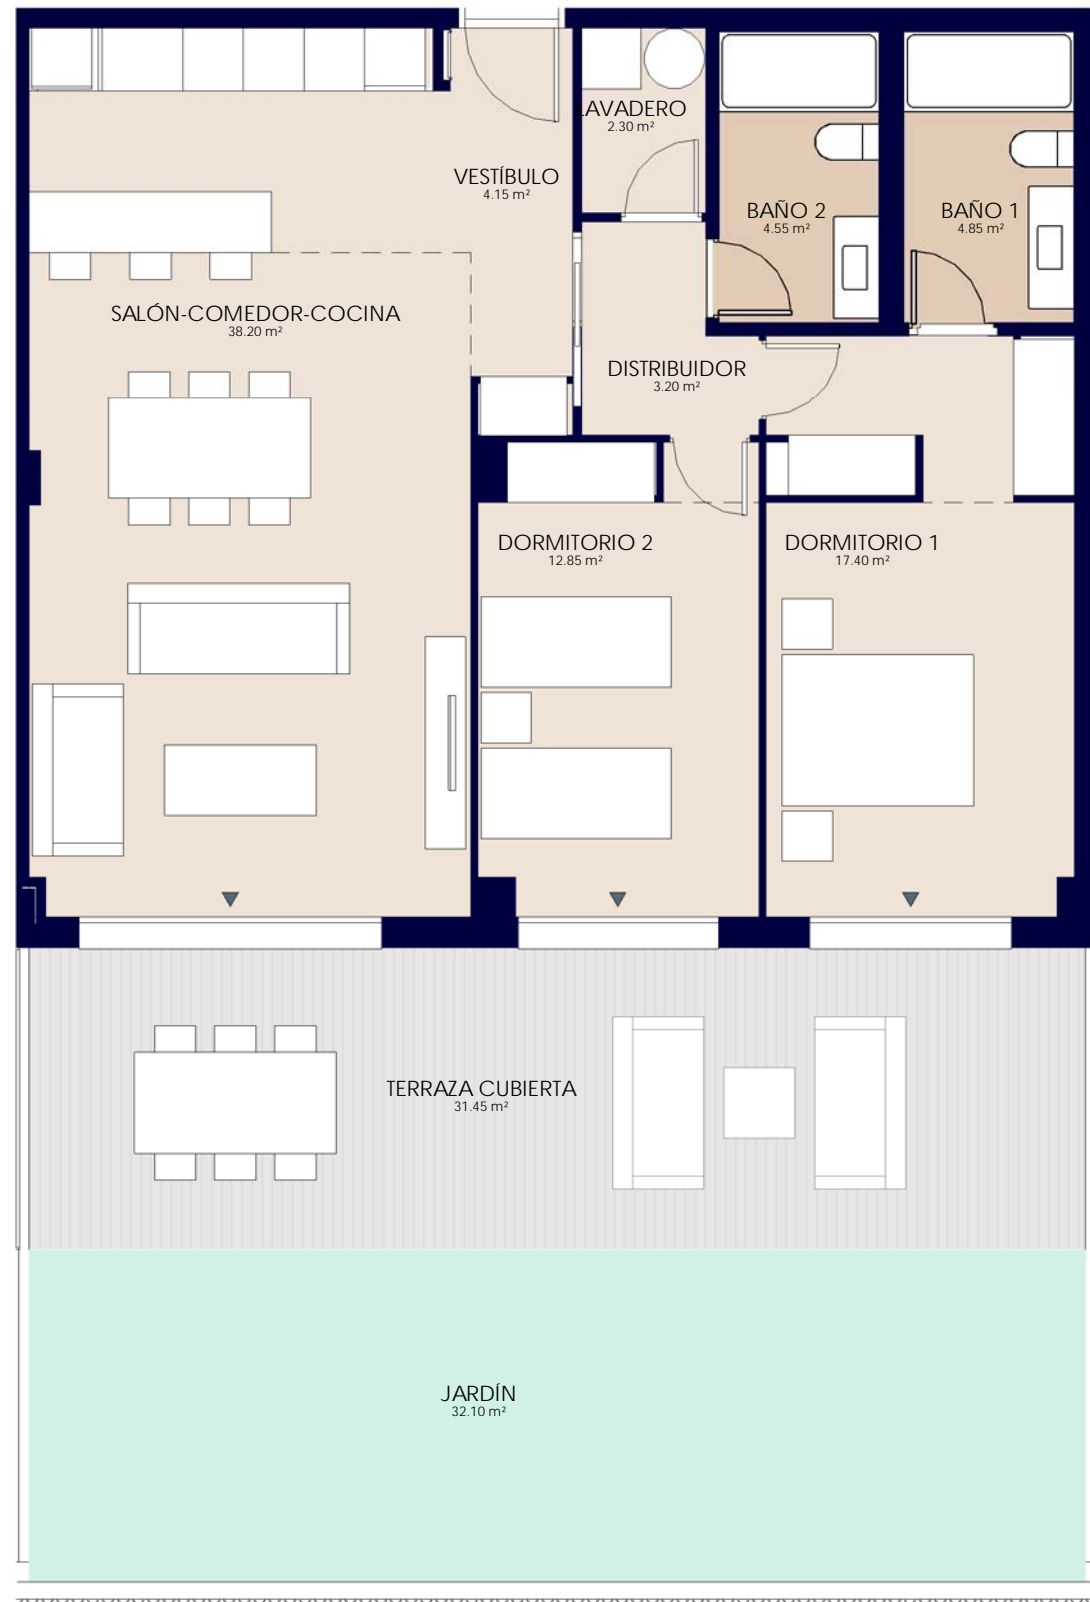 LAVADERO
2.30 m²
VESTÍBULO
4.15 m²
BAÑO 2
4.55 m²
BAÑO 1
4.85 m²
SALÓN-COMEDOR-COCINA
38.20 m²
DISTRIBUIDOR
3.20 m²
DORMITORIO 2
12.85 m²
DORMITORIO 1
17.40 m²
TERRAZA CUBIERTA
31.45 m²
JARDÍN
32.10 m²